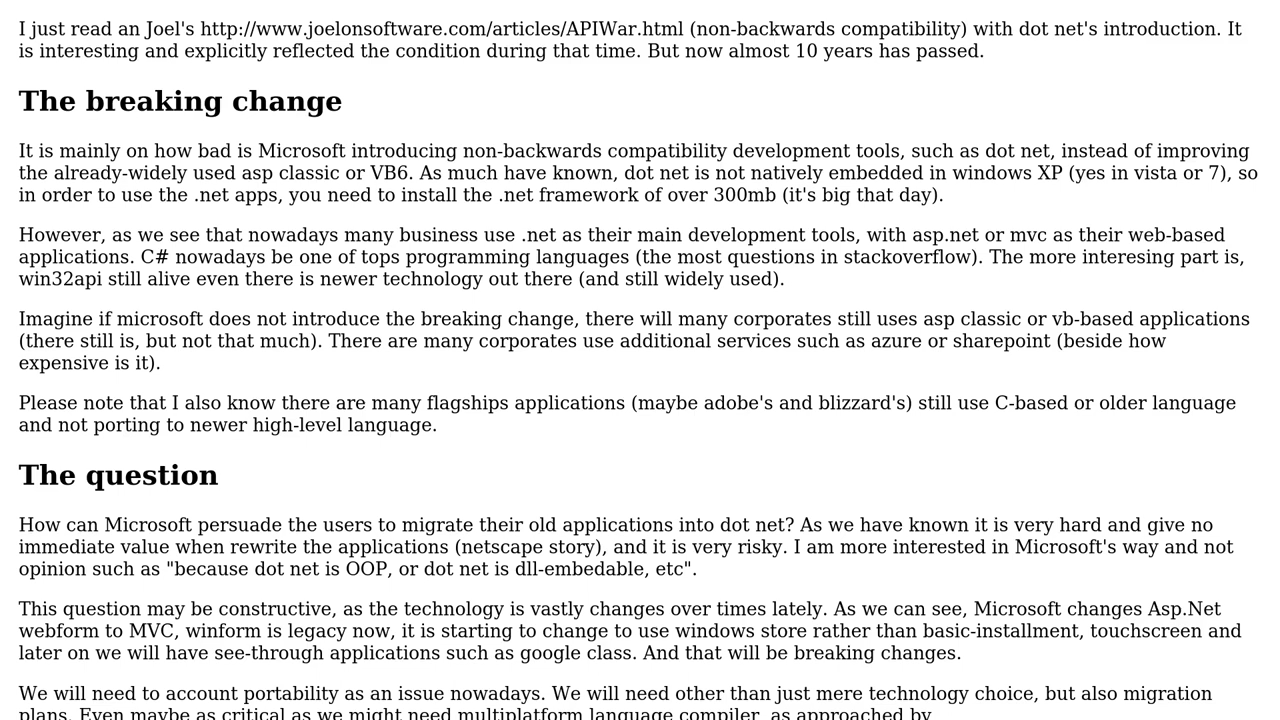 I just read an Joel's http://www.joelonsoftware.com/articles/APIWar.html (non-backwards compatibility) with dot net's introduction. It
is interesting and explicitly reflected the condition during that time. But now almost 10 years has passed.
The breaking change
It is mainly on how bad is Microsoft introducing non-backwards compatibility development tools, such as dot net, instead of improving
the already-widely used asp classic or VB6. As much have known, dot net is not natively embedded in windows XP (yes in vista or 7), so
in order to use the .net apps, you need to install the .net framework of over 300mb (it's big that day).
However, as we see that nowadays many business use .net as their main development tools, with asp.net or mvc as their web-based
applications. C# nowadays be one of tops programming languages (the most questions in stackoverflow). The more interesing part is,
win32api still alive even there is newer technology out there (and still widely used).
Imagine if microsoft does not introduce the breaking change, there will many corporates still uses asp classic or vb-based applications
(there still is, but not that much). There are many corporates use additional services such as azure or sharepoint (beside how
expensive is it).
Please note that I also know there are many flagships applications (maybe adobe's and blizzard's) still use C-based or older language
and not porting to newer high-level language.
The question
How can Microsoft persuade the users to migrate their old applications into dot net? As we have known it is very hard and give no
immediate value when rewrite the applications (netscape story), and it is very risky. I am more interested in Microsoft's way and not
opinion such as "because dot net is OOP, or dot net is dll-embedable, etc".
This question may be constructive, as the technology is vastly changes over times lately. As we can see, Microsoft changes Asp.Net
webform to MVC, winform is legacy now, it is starting to change to use windows store rather than basic-installment, touchscreen and
later on we will have see-through applications such as google class. And that will be breaking changes.
We will need to account portability as an issue nowadays. We will need other than just mere technology choice, but also migration
plans. Even maybe as critical as we might need multiplatform language compiler, as approached by